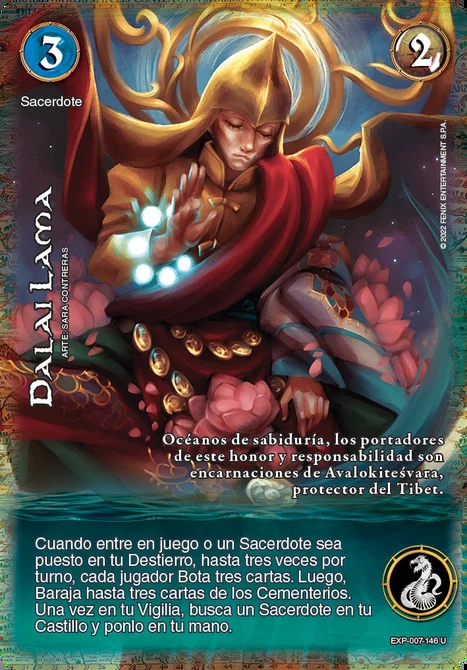 3
2
Sacerdote
© 2022 FENIX ENTERTAINMENT S.P.A.
DALAI LAMA
ARTE: SARA CONTRERAS
Océanos de sabiduría, los portadores
de este honor y responsabilidad son
encarnaciones de Avalokiteśvara,
protector del Tibet.
Cuando entre en juego o un Sacerdote sea
puesto en tu Destierro, hasta tres veces por
turno, cada jugador Bota tres cartas. Luego,
Baraja hasta tres cartas de los Cementerios.
Una vez en tu Vigilia, busca un Sacerdote en tu
Castillo y ponlo en tu mano.
EXP-007-146 U